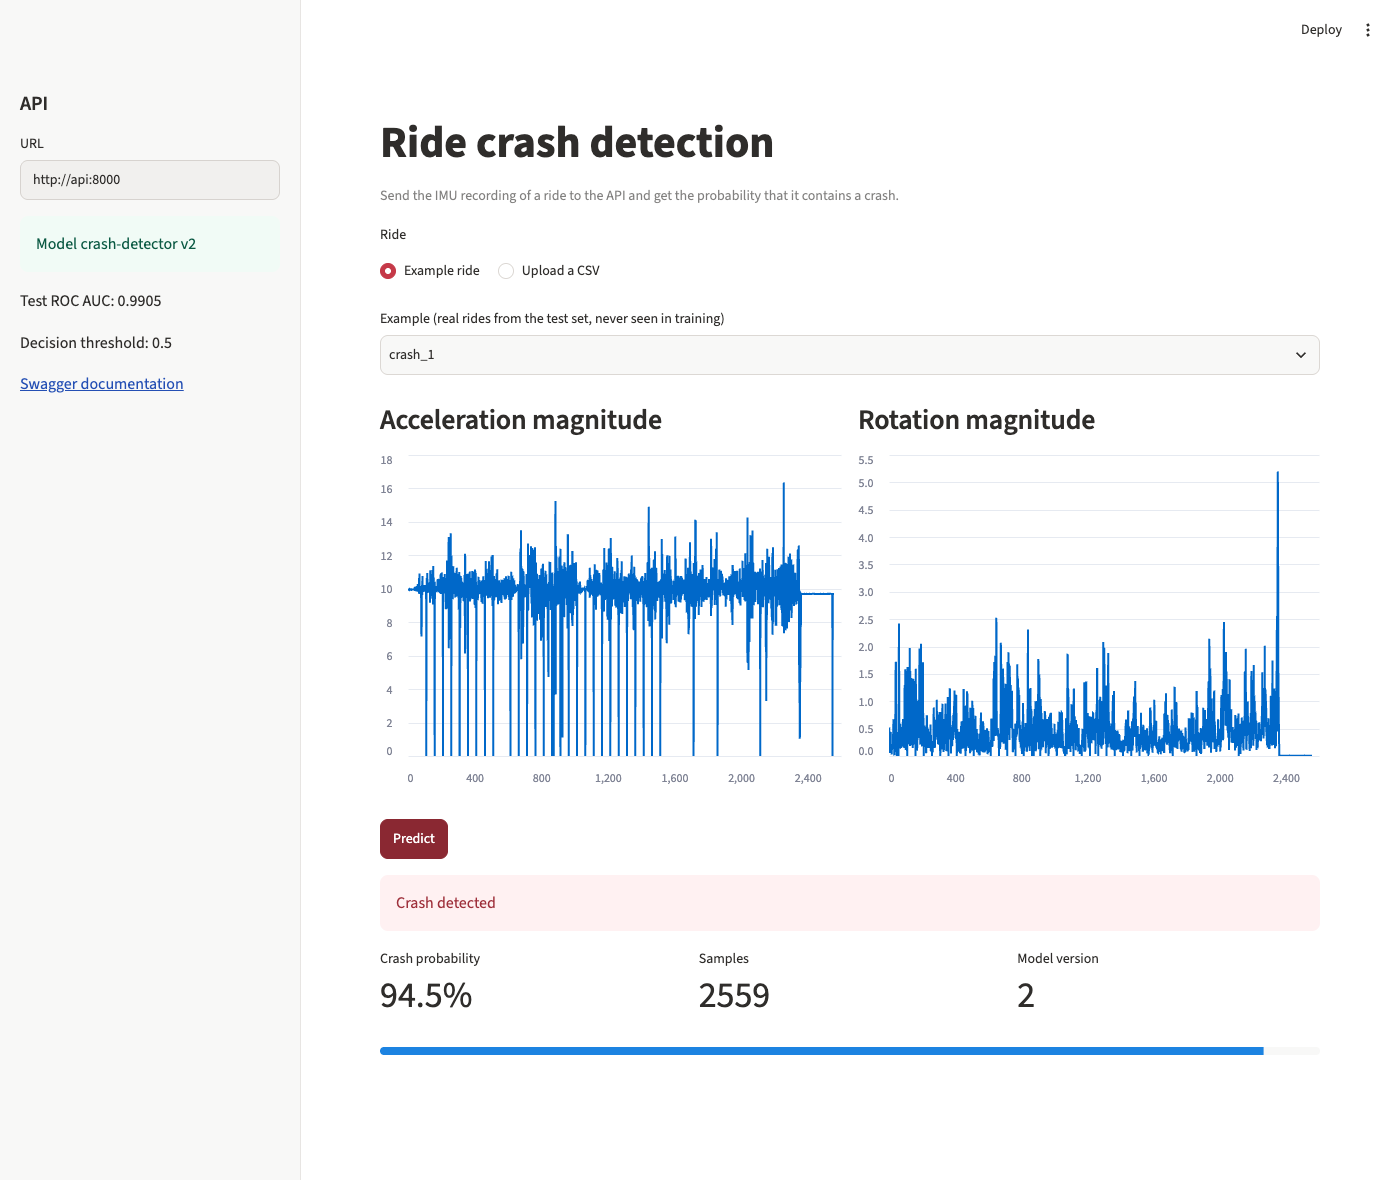 Deploy
API
URL
http://api:8000
Model crash-detector v2
Test ROC AUC: 0.9905
Decision threshold: 0.5
Swagger documentation
Ride crash detection
Send the IMU recording of a ride to the API and get the probability that it contains a crash.
Ride
Example ride
Upload a CSV
Example (real rides from the test set, never seen in training)
crash_1
Acceleration magnitude
18
16
14
12
10
8
6
4
2
0
0 400 800 1,200 1,600 2,000 2,400
Rotation magnitude
5.5
5.0
4.5
4.0
3.5
3.0
2.5
2.0
1.5
1.0
0.5
0.0
0 400 800 1,200 1,600 2,000 2,400
Predict
Crash detected
Crash probability
94.5%
Samples
2559
Model version
2